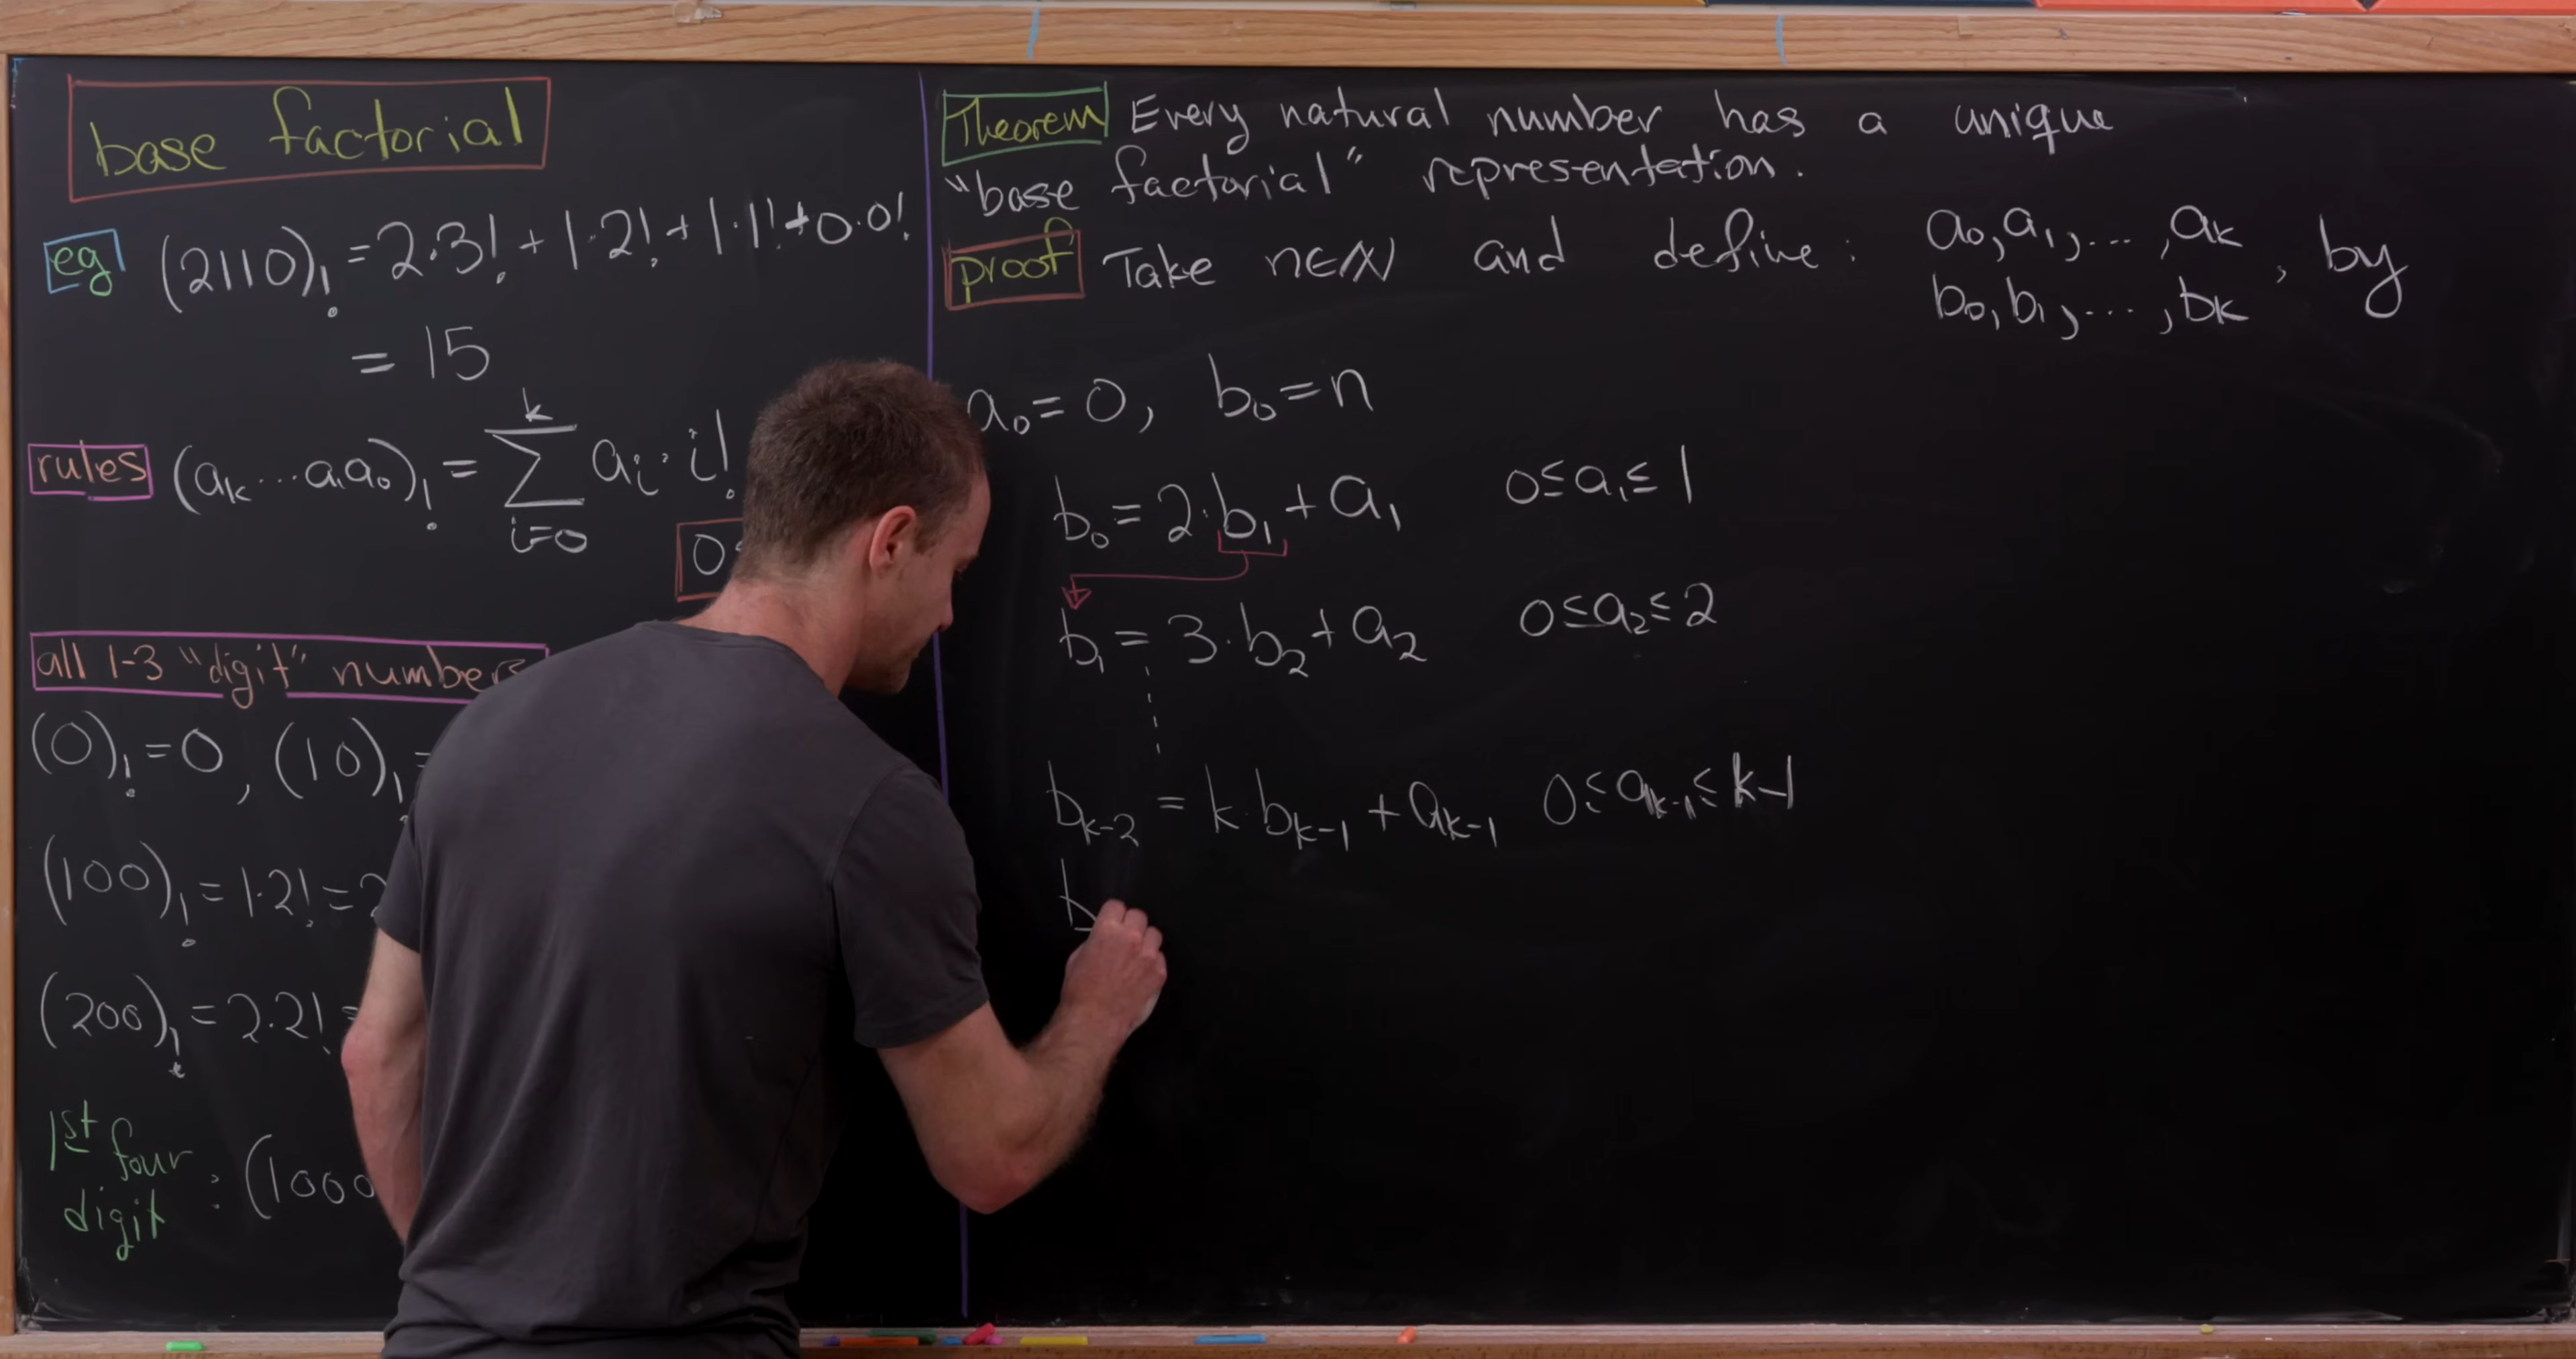 base factorial
eg (2110)! = 2·3! + 1·2! + 1·1! + 0·0!
= 15
rules (aₖ…a₁a₀)! = ∑ᵢ₌₀ᵏ aᵢ·i!
0≤
all 1-3 "digit" numbers
(0)! = 0, (10)! =
(100)! = 1·2! = 2
(200)! = 2·2! =
1st four digit : (1000
Theorem Every natural number has a unique
"base factorial" representation.
proof Take n∈ℕ and define: a₀,a₁,…,aₖ
b₀,b₁,…,bₖ, by
a₀ = 0, b₀ = n
b₀ = 2·b₁ + a₁ 0≤a₁≤1
b₁ = 3·b₂ + a₂ 0≤a₂≤2
bₖ₋₂ = k·bₖ₋₁ + aₖ₋₁ 0≤aₖ₋₁≤k-1
b